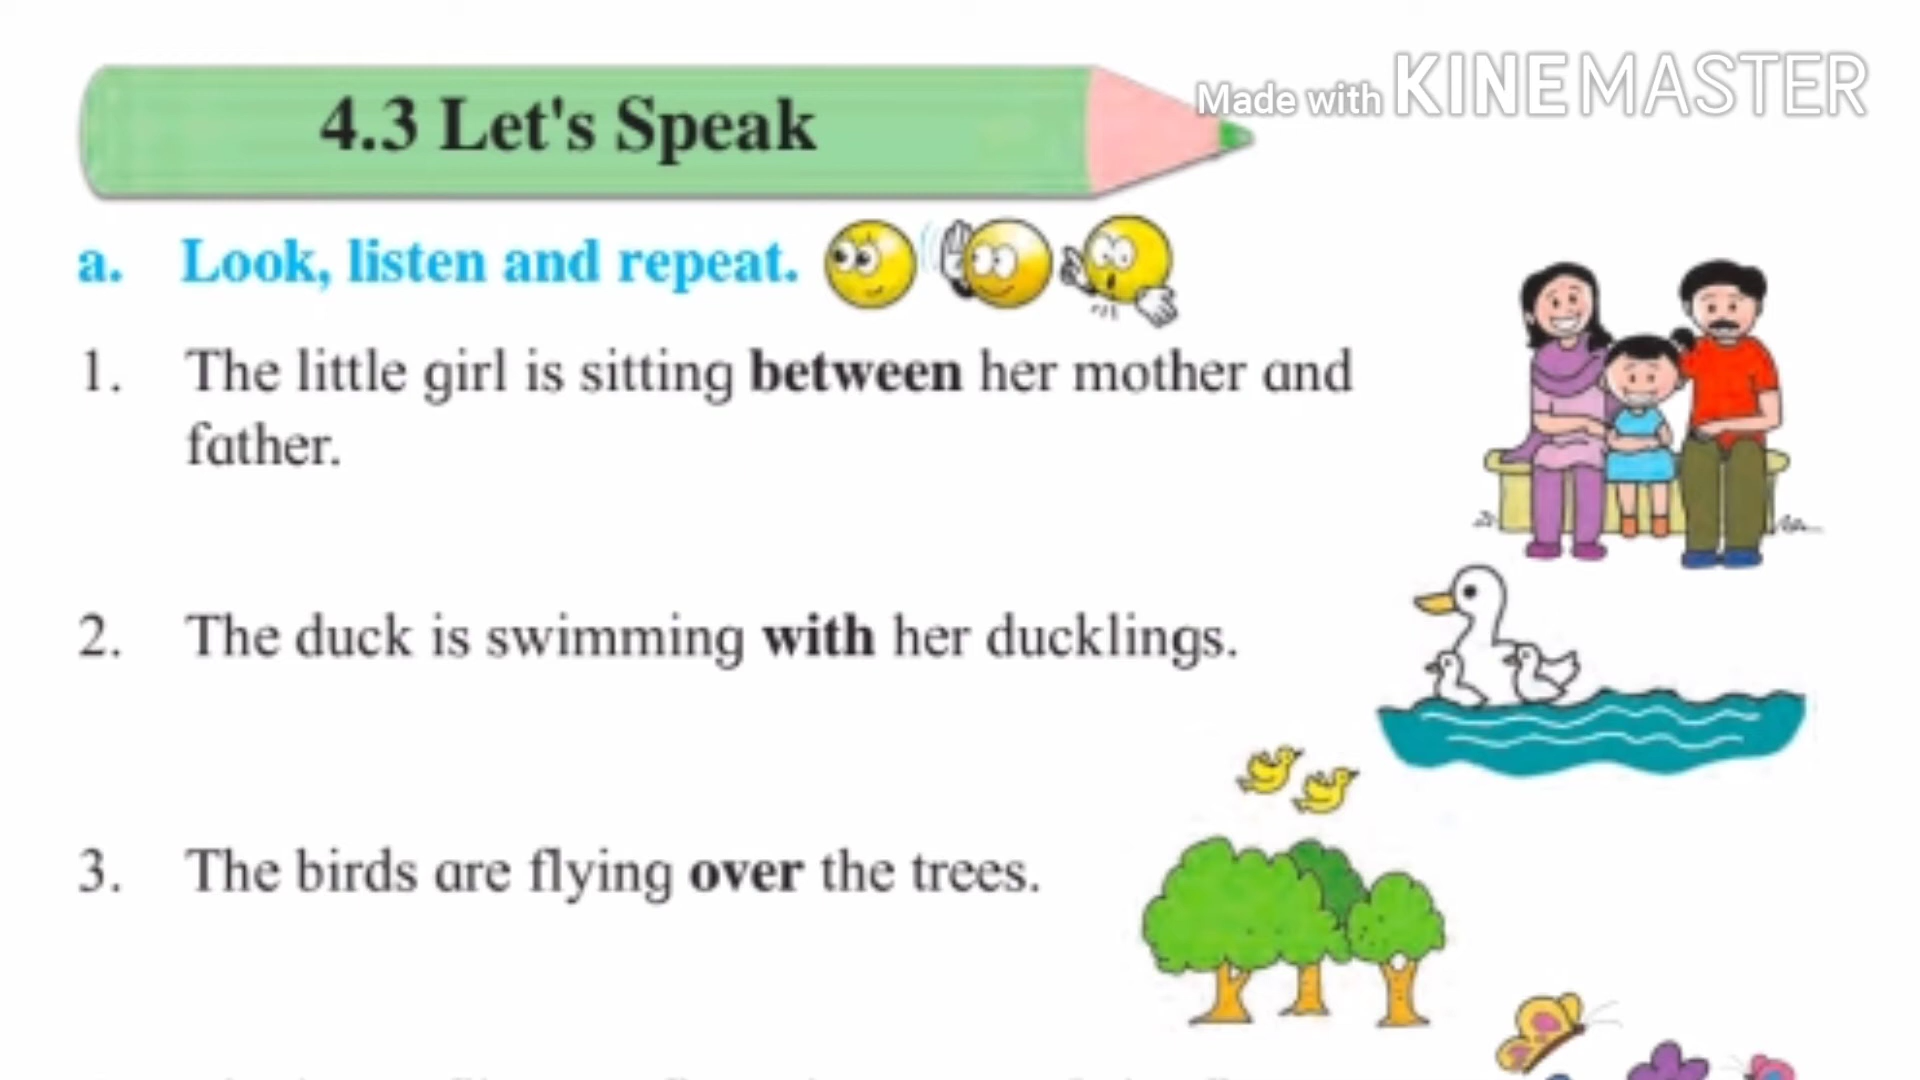 Made with KINEMASTER
4.3 Let's Speak
a. Look, listen and repeat.
1. The little girl is sitting between her mother and
father.
2. The duck is swimming with her ducklings.
3. The birds are flying over the trees.